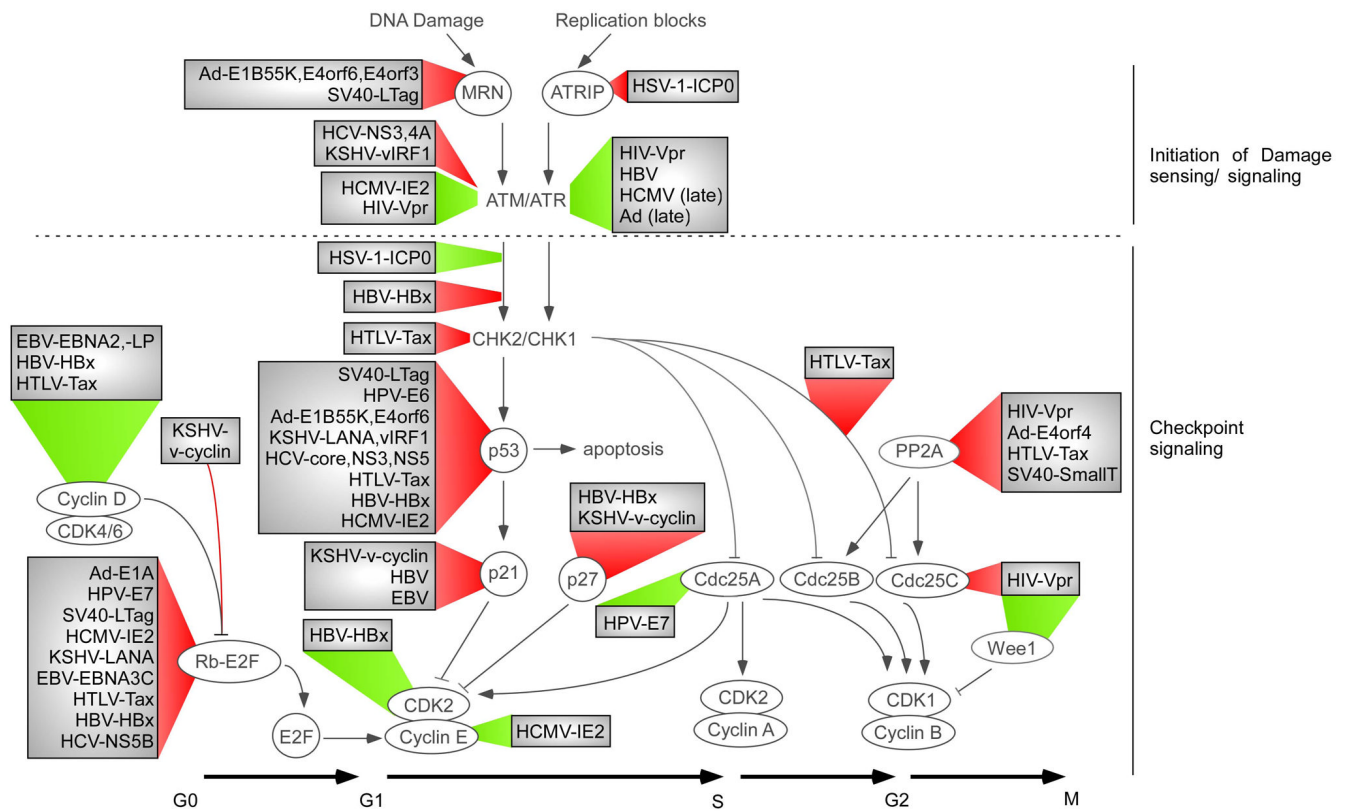 DNA Damage
Replication blocks
Ad-E1B55K,E4orf6,E4orf3
SV40-LTag
MRN
ATRIP
HSV-1-ICP0
HCV-NS3,4A
KSHV-vIRF1
HCMV-IE2
HIV-Vpr
ATM/ATR
HIV-Vpr
HBV
HCMV (late)
Ad (late)
Initiation of Damage
sensing/ signaling
HSV-1-ICP0
HBV-HBx
HTLV-Tax
CHK2/CHK1
EBV-EBNA2,-LP
HBV-HBx
HTLV-Tax
KSHV-
v-cyclin
Cyclin D
CDK4/6
SV40-LTag
HPV-E6
Ad-E1B55K,E4orf6
KSHV-LANA,vIRF1
HCV-core,NS3,NS5
HTLV-Tax
HBV-HBx
HCMV-IE2
p53
apoptosis
HTLV-Tax
PP2A
HIV-Vpr
Ad-E4orf4
HTLV-Tax
SV40-SmallT
Checkpoint
signaling
HBV-HBx
KSHV-v-cyclin
KSHV-v-cyclin
HBV
EBV
p21
p27
Cdc25A
Cdc25B
Cdc25C
HIV-Vpr
HPV-E7
Wee1
Ad-E1A
HPV-E7
SV40-LTag
HCMV-IE2
KSHV-LANA
EBV-EBNA3C
HTLV-Tax
HBV-HBx
HCV-NS5B
Rb-E2F
E2F
HBV-HBx
CDK2
Cyclin E
HCMV-IE2
CDK2
Cyclin A
CDK1
Cyclin B
G0
G1
S
G2
M